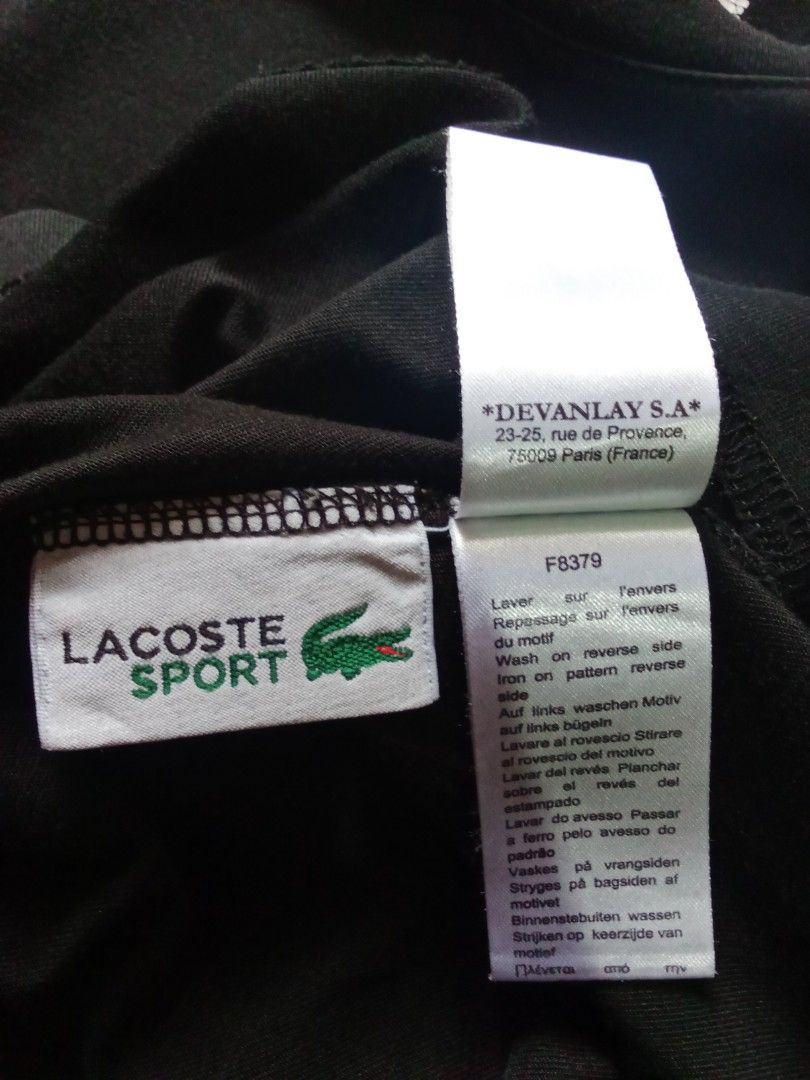 *DEVANLAY S.A*
23-25, rue de Provence,
75009 Paris (France)
LACOSTE
SPORT
F8379
Laver sur l'envers
Repassage sur l'envers
du motif
Wash on reverse side
Iron on pattern reverse
side
Auf links waschen Motiv
auf links bügeln
Lavare al rovescio Stirare
al rovescio del motivo
Lavar del revés Planchar
sobre el revés del
estampado
Lavar do avesso Passar
a ferro pelo avesso do
padrão
Vaskes på vrangsiden
Stryges på bagsiden af
motivet
Binnenstebuiten wassen
Strijken op keerzijde van
motief
Πλένεται από την